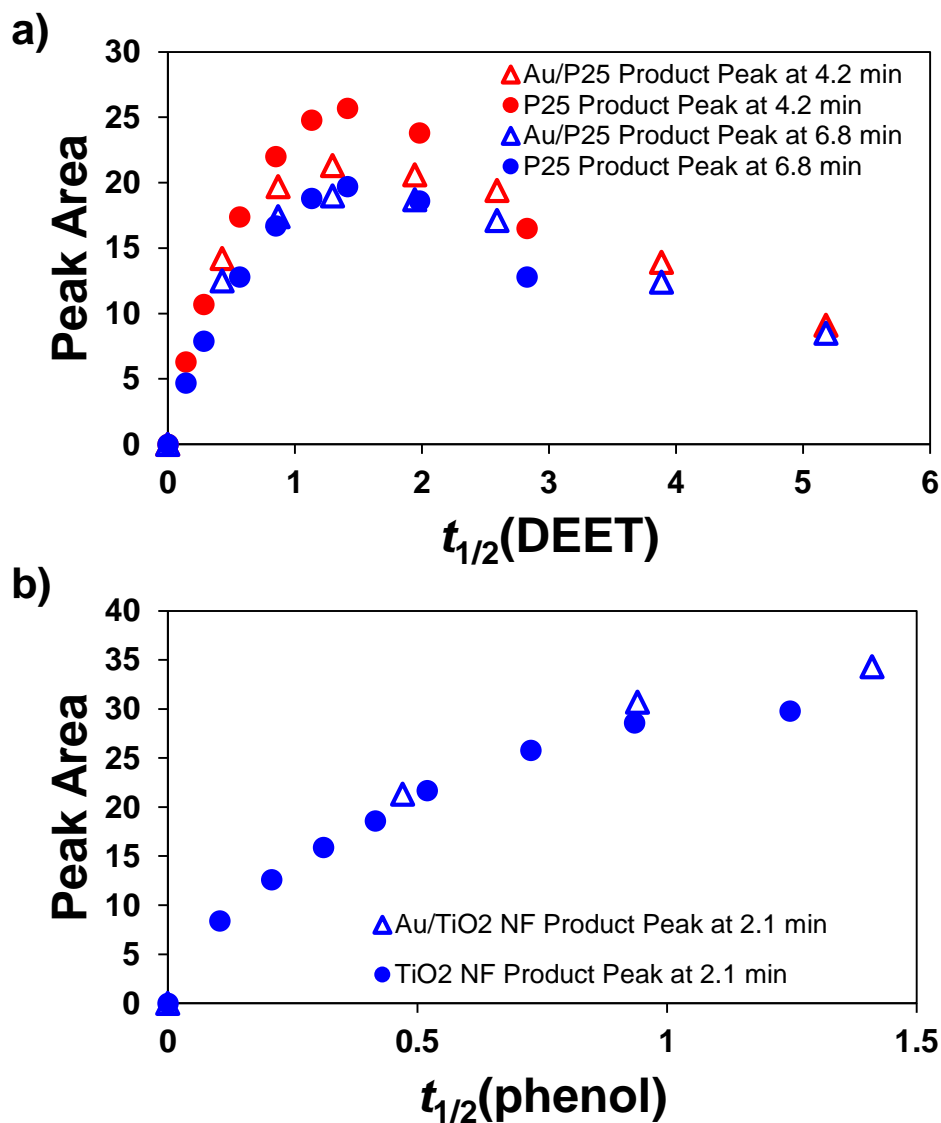 a)
30
25
20
15
10
5
0
Peak Area
Au/P25 Product Peak at 4.2 min
P25 Product Peak at 4.2 min
Au/P25 Product Peak at 6.8 min
P25 Product Peak at 6.8 min
0 1 2 3 4 5 6
t1/2(DEET)
b)
40
35
30
25
20
15
10
5
0
Peak Area
Au/TiO2 NF Product Peak at 2.1 min
TiO2 NF Product Peak at 2.1 min
0 0.5 1 1.5
t1/2(phenol)